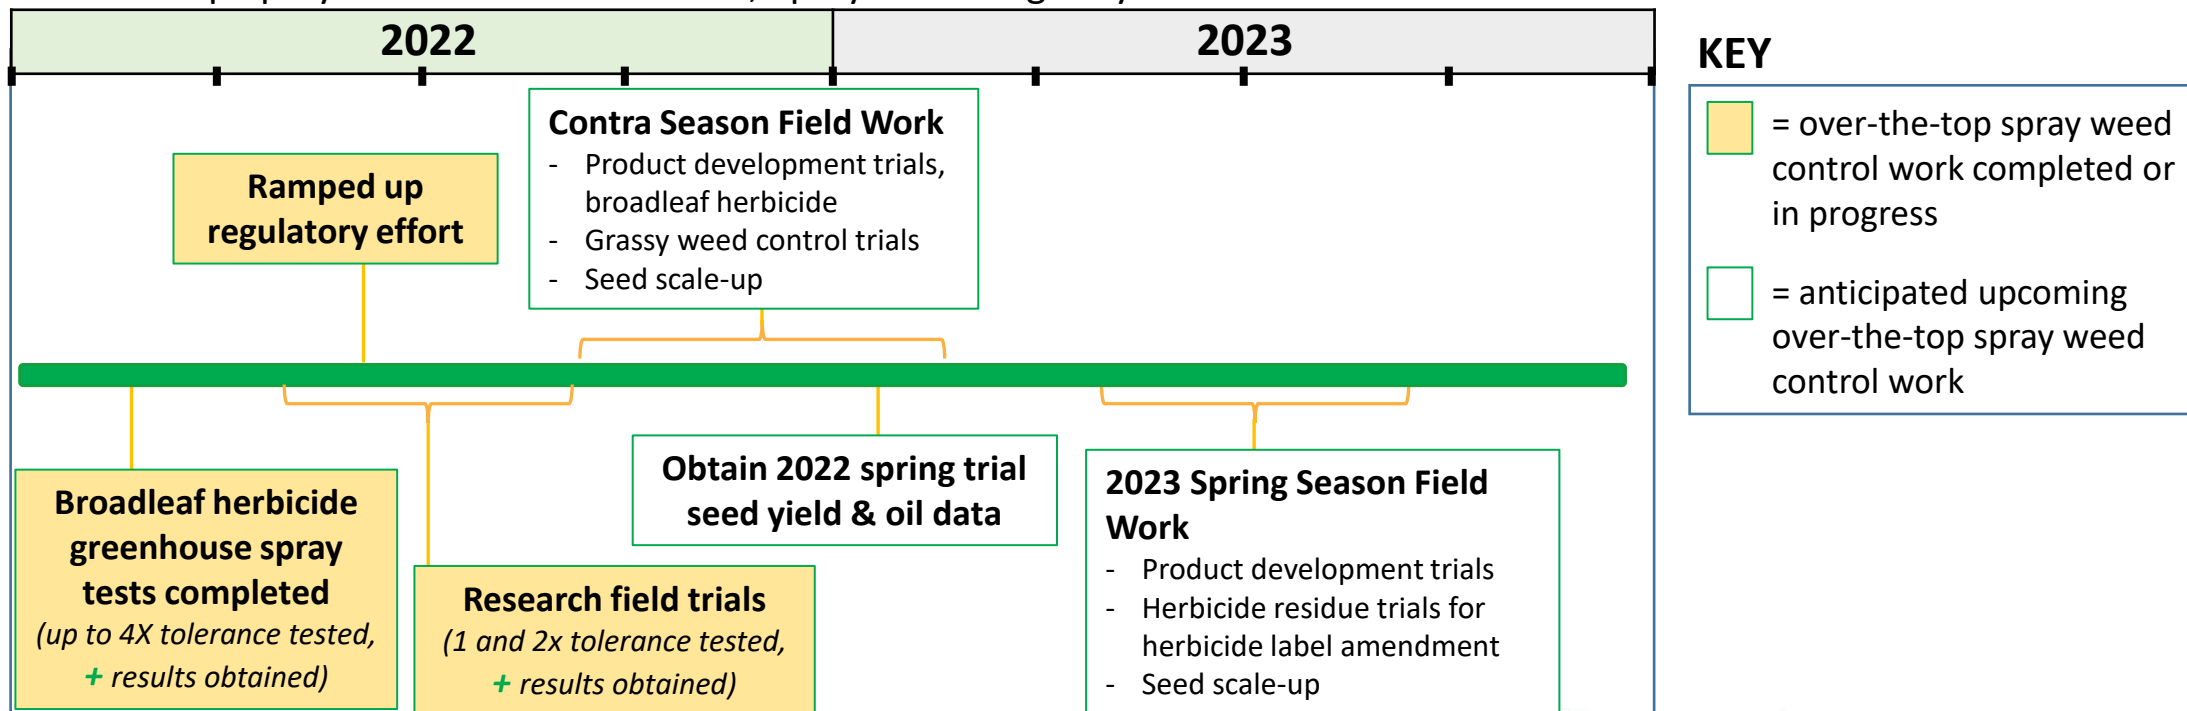 2022
2023
KEY
= over-the-top spray weed
control work completed or
in progress
= anticipated upcoming
over-the-top spray weed
control work
Contra Season Field Work
- Product development trials,
broadleaf herbicide
- Grassy weed control trials
- Seed scale-up
Ramped up
regulatory effort
Broadleaf herbicide
greenhouse spray
tests completed
(up to 4X tolerance tested,
+ results obtained)
Research field trials
(1 and 2x tolerance tested,
+ results obtained)
Obtain 2022 spring trial
seed yield & oil data
2023 Spring Season Field
Work
- Product development trials
- Herbicide residue trials for
herbicide label amendment
- Seed scale-up